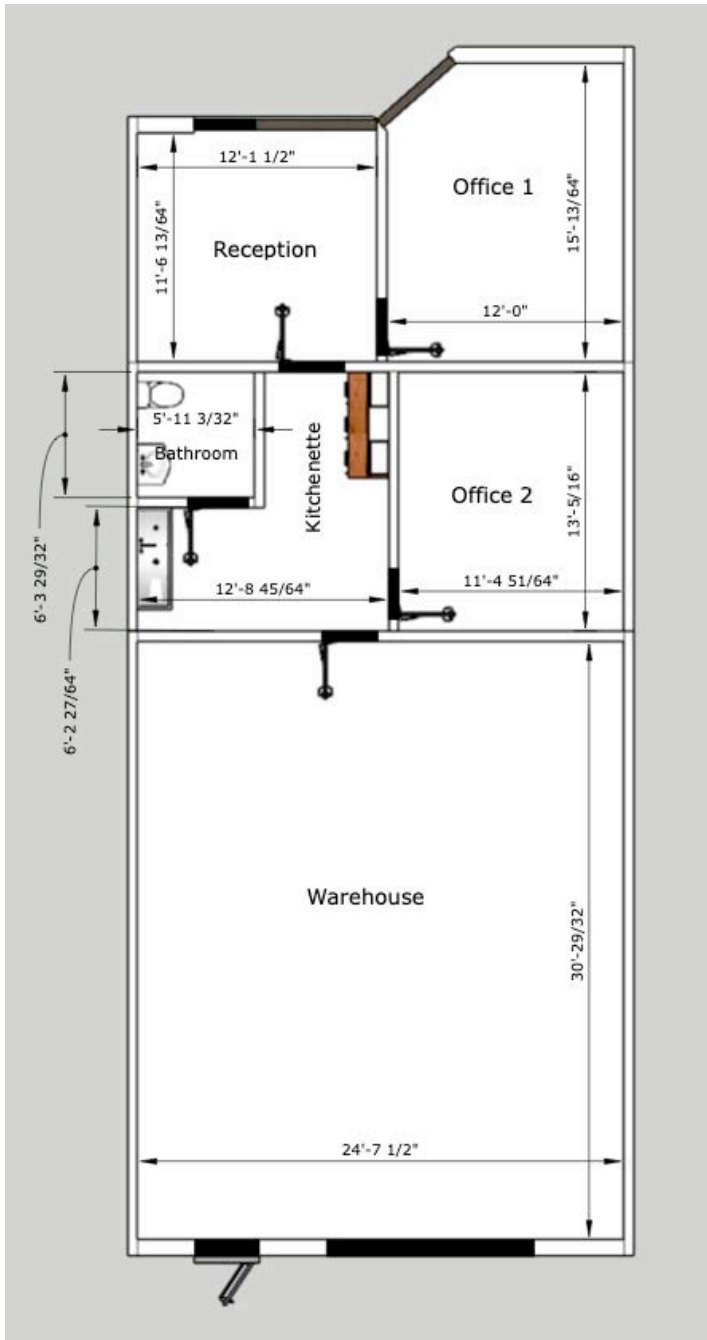 12'-1 1/2"
Office 1
11'-6 13/64"
15'-13/64"
Reception
12'-0"
5'-11 3/32"
Bathroom
Kitchenette
Office 2
13'-5/16"
6'-3 29/32"
12'-8 45/64"
11'-4 51/64"
6'-2 27/64"
Warehouse
30'-29/32"
24'-7 1/2"